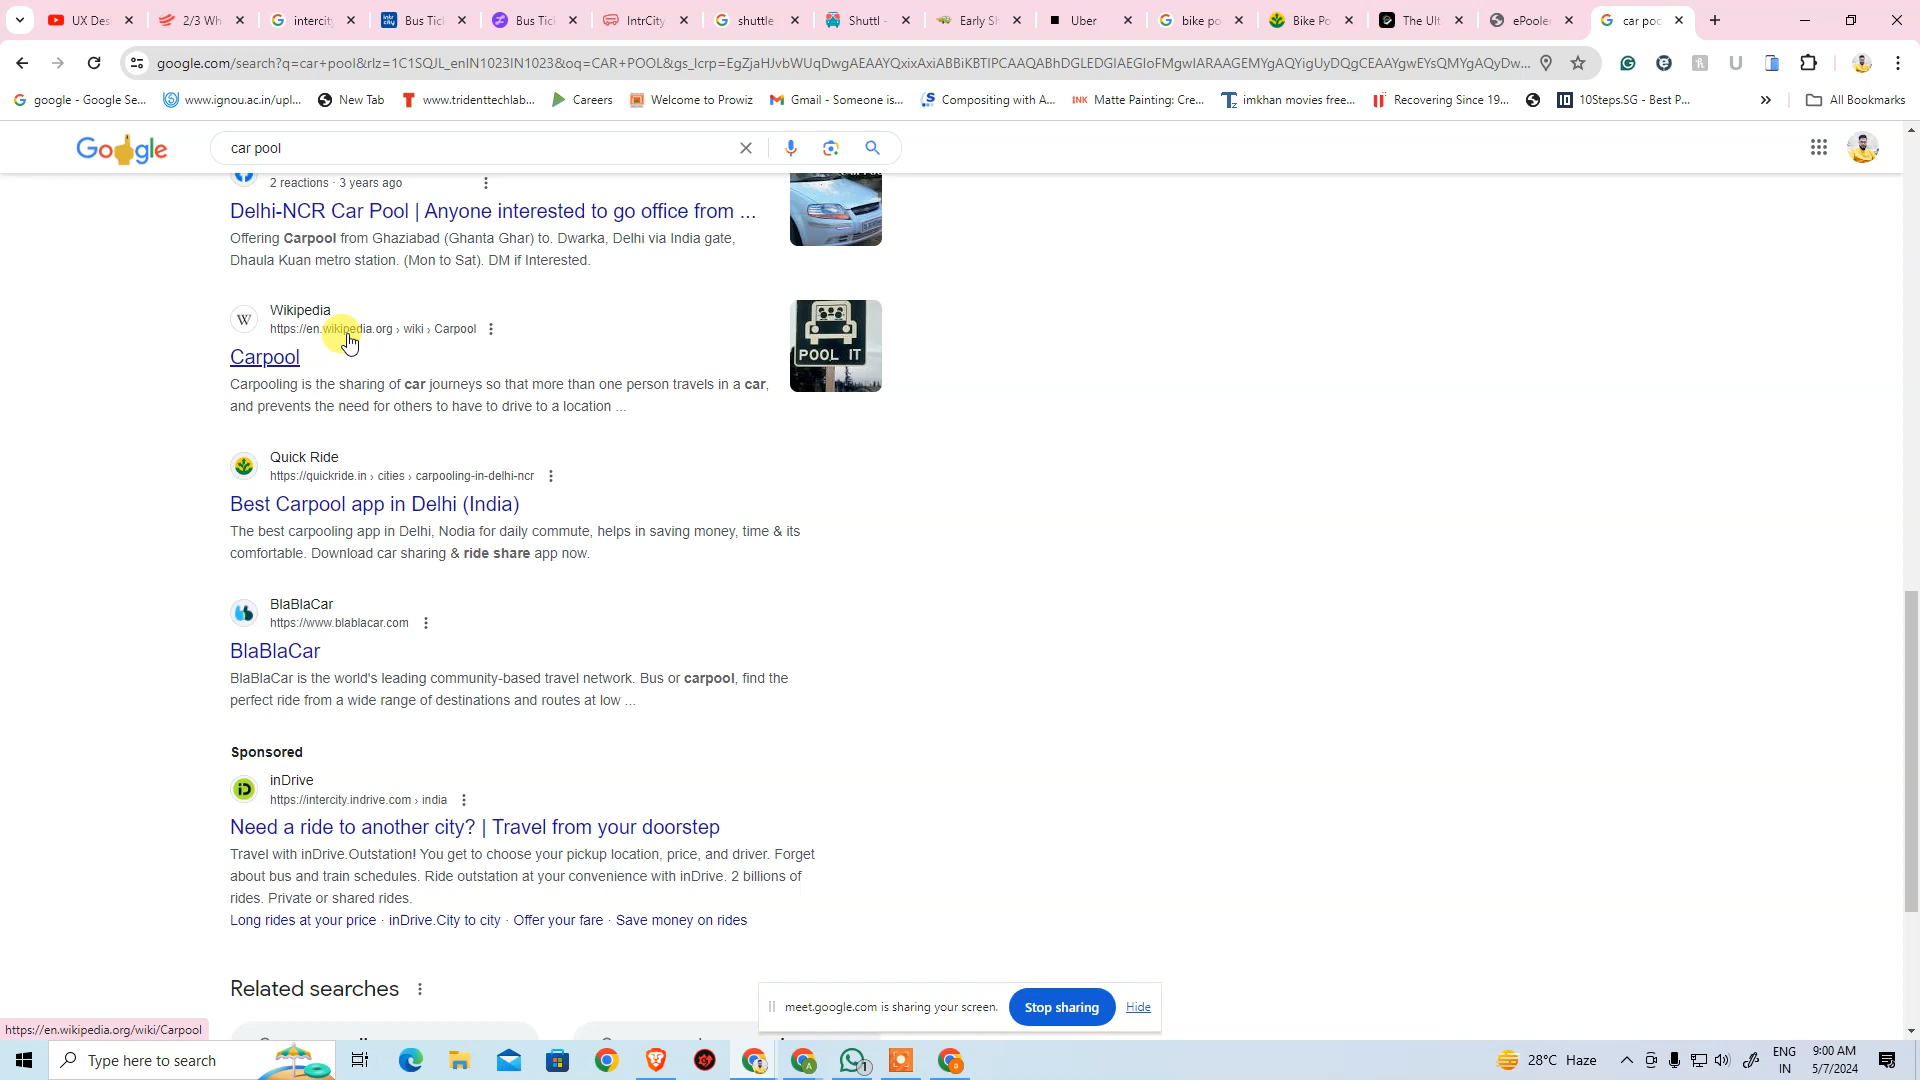 UX Des
2/3 Wh
intercit
Bus Tick
Bus Tick
IntrCity
shuttle
Shuttl -
Early Sh
Uber
bike po
Bike Po
The Ult
ePooler
car poo
google.com/search?q=car+pool&rlz=1C1SQJL_enIN1023IN1023&oq=CAR+POOL&gs_lcrp=EgZjaHJvbWUqDwgAEAAYQxixAxiABBiKBTIPCAAQABhDGLEDGIAEGIoFMgwIARAAGEMYgAQYigUyDQgCEAAYgwEYsQMYgAQyDw...
google - Google Se...
www.ignou.ac.in/upl...
New Tab
www.tridenttechlab...
Careers
Welcome to Prowiz
Gmail - Someone is...
Compositing with A...
INK Matte Painting: Cre...
imkhan movies free...
Recovering Since 19...
10Steps.SG - Best P...
All Bookmarks
Google
car pool
2 reactions · 3 years ago
Delhi-NCR Car Pool | Anyone interested to go office from ...
Offering Carpool from Ghaziabad (Ghanta Ghar) to. Dwarka, Delhi via India gate,
Dhaula Kuan metro station. (Mon to Sat). DM if Interested.
W
Wikipedia
https://en.wikipedia.org › wiki › Carpool
Carpool
Carpooling is the sharing of car journeys so that more than one person travels in a car,
and prevents the need for others to have to drive to a location ...
POOL IT
Quick Ride
https://quickride.in › cities › carpooling-in-delhi-ncr
Best Carpool app in Delhi (India)
The best carpooling app in Delhi, Nodia for daily commute, helps in saving money, time & its
comfortable. Download car sharing & ride share app now.
BlaBlaCar
https://www.blablacar.com
BlaBlaCar
BlaBlaCar is the world's leading community-based travel network. Bus or carpool, find the
perfect ride from a wide range of destinations and routes at low ...
Sponsored
inDrive
https://intercity.indrive.com › india
Need a ride to another city? | Travel from your doorstep
Travel with inDrive.Outstation! You get to choose your pickup location, price, and driver. Forget
about bus and train schedules. Ride outstation at your convenience with inDrive. 2 billions of
rides. Private or shared rides.
Long rides at your price · inDrive.City to city · Offer your fare · Save money on rides
Related searches
meet.google.com is sharing your screen.
Stop sharing
Hide
https://en.wikipedia.org/wiki/Carpool
Type here to search
1
28°C Haze
ENG
IN
9:00 AM
5/7/2024